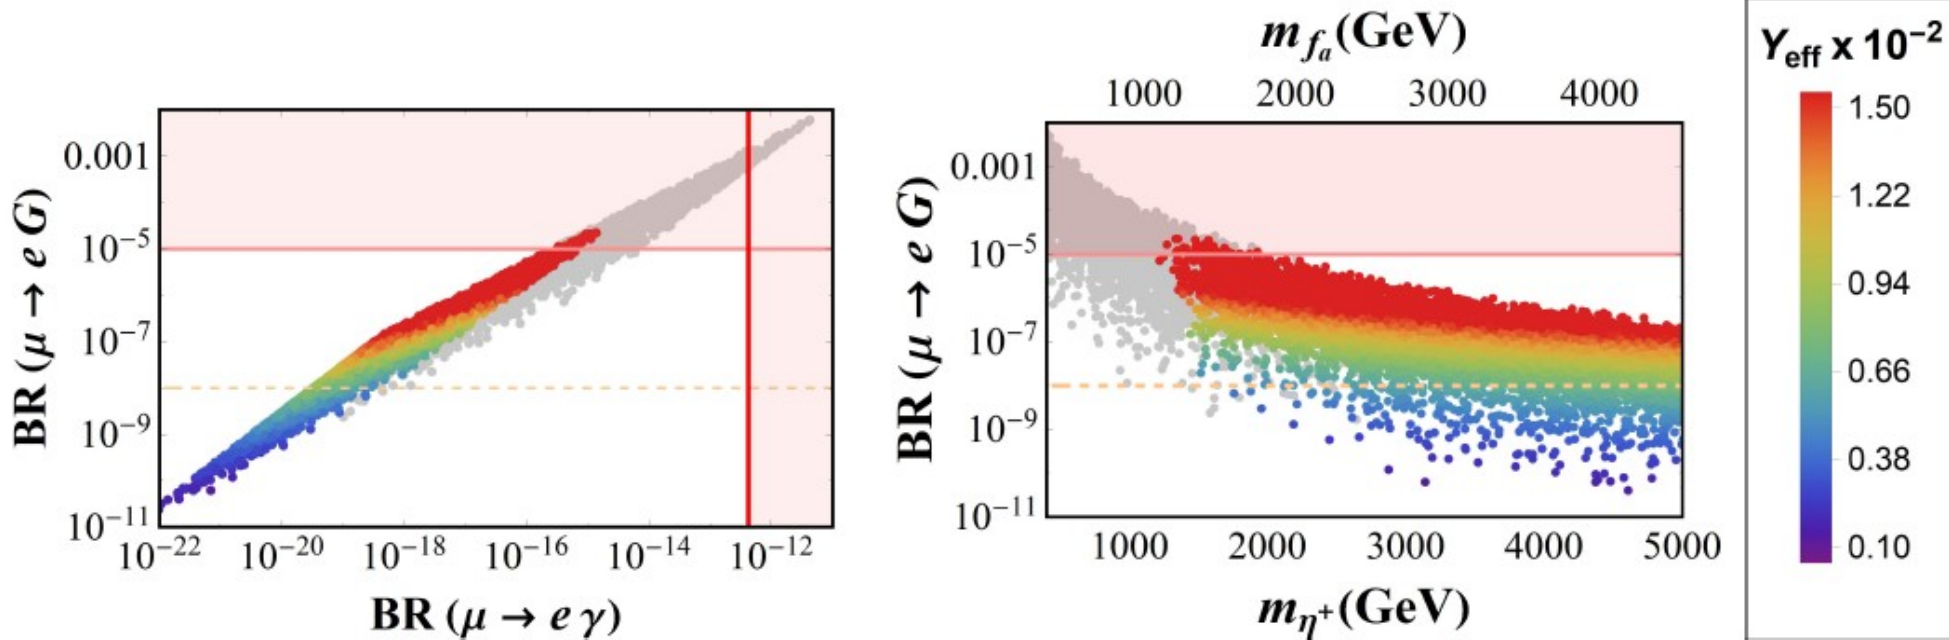 0.001
10⁻⁵
10⁻⁷
10⁻⁹
10⁻¹¹
BR (μ → e G)
10⁻²² 10⁻²⁰ 10⁻¹⁸ 10⁻¹⁶ 10⁻¹⁴ 10⁻¹²
BR (μ → e γ)
m_{f_a}(GeV)
1000 2000 3000 4000
0.001
10⁻⁵
10⁻⁷
10⁻⁹
10⁻¹¹
BR (μ → e G)
1000 2000 3000 4000 5000
m_{η⁺}(GeV)
Y_eff x 10⁻²
1.50
1.22
0.94
0.66
0.38
0.10